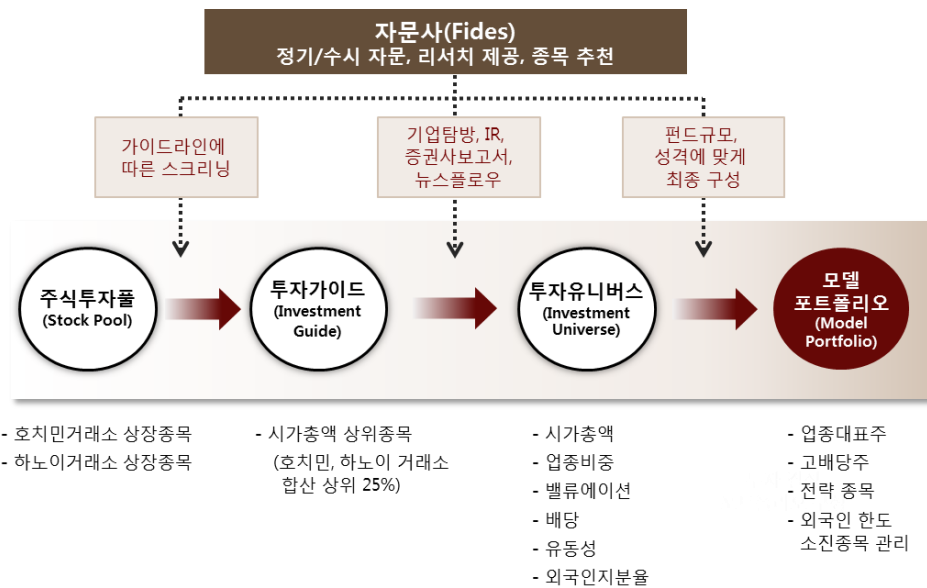 자문사(Fides)
정기/수시 자문, 리서치 제공, 종목 추천
가이드라인에
따른 스크리닝
기업탐방, IR,
증권사보고서,
뉴스플로우
펀드규모,
성격에 맞게
최종 구성
주식투자풀
(Stock Pool)
투자가이드
(Investment
Guide)
투자유니버스
(Investment
Universe)
모델
포트폴리오
(Model
Portfolio)
- 호치민거래소 상장종목
- 하노이거래소 상장종목
- 시가총액 상위종목
(호치민, 하노이 거래소
합산 상위 25%)
- 시가총액
- 업종비중
- 밸류에이션
- 배당
- 유동성
- 외국인지분율
- 업종대표주
- 고배당주
- 전략 종목
- 외국인 한도
소진종목 관리